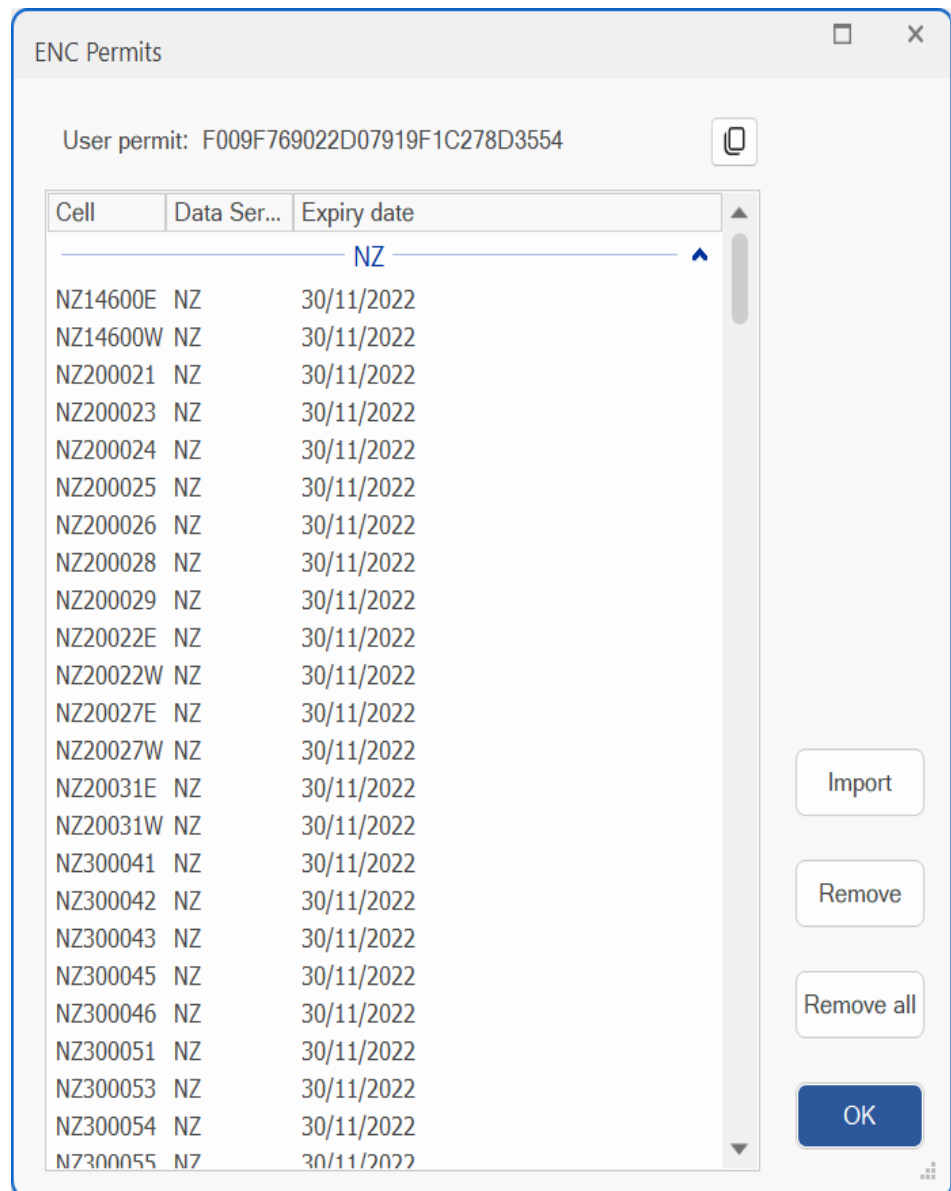 ENC Permits
User permit: F009F769022D07919F1C278D3554
Cell Data Ser... Expiry date
NZ
NZ14600E NZ 30/11/2022
NZ14600W NZ 30/11/2022
NZ200021 NZ 30/11/2022
NZ200023 NZ 30/11/2022
NZ200024 NZ 30/11/2022
NZ200025 NZ 30/11/2022
NZ200026 NZ 30/11/2022
NZ200028 NZ 30/11/2022
NZ200029 NZ 30/11/2022
NZ20022E NZ 30/11/2022
NZ20022W NZ 30/11/2022
NZ20027E NZ 30/11/2022
NZ20027W NZ 30/11/2022
NZ20031E NZ 30/11/2022
NZ20031W NZ 30/11/2022
NZ300041 NZ 30/11/2022
NZ300042 NZ 30/11/2022
NZ300043 NZ 30/11/2022
NZ300045 NZ 30/11/2022
NZ300046 NZ 30/11/2022
NZ300051 NZ 30/11/2022
NZ300053 NZ 30/11/2022
NZ300054 NZ 30/11/2022
NZ300055 NZ 30/11/2022
Import
Remove
Remove all
OK